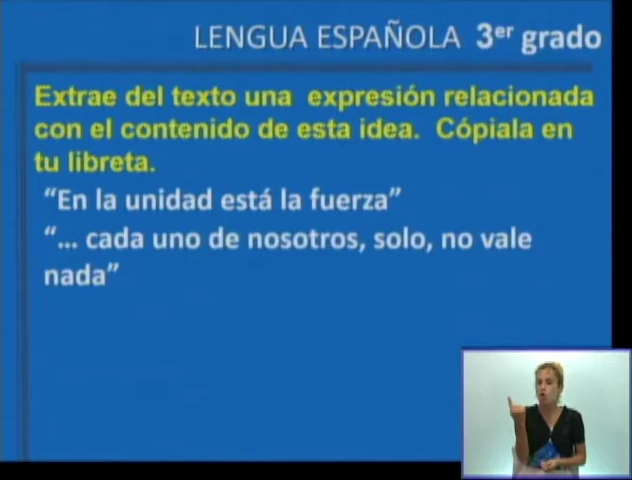 LENGUA ESPAÑOLA 3er grado
Extrae del texto una expresión relacionada
con el contenido de esta idea. Cópiala en
tu libreta.
“En la unidad está la fuerza”
“... cada uno de nosotros, solo, no vale
nada”